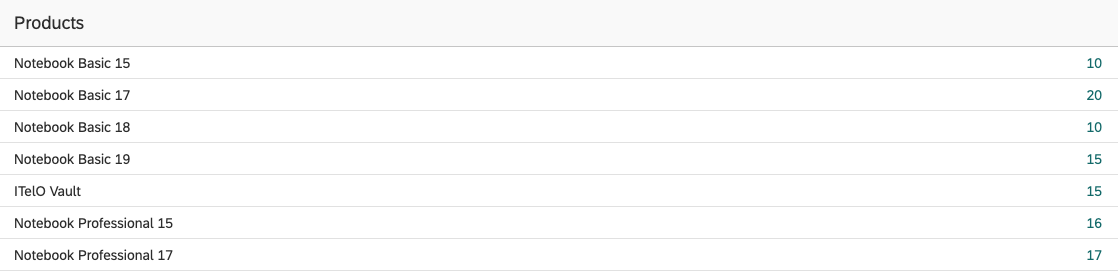 Products
Notebook Basic 15 10
Notebook Basic 17 20
Notebook Basic 18 10
Notebook Basic 19 15
ITelO Vault 15
Notebook Professional 15 16
Notebook Professional 17 17